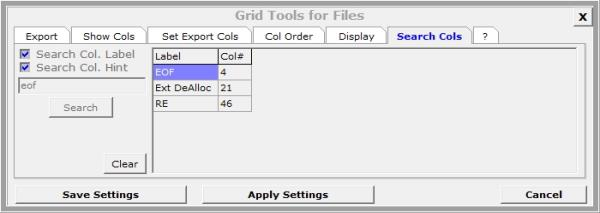 Grid Tools for Files
X
Export Show Cols Set Export Cols Col Order Display Search Cols ?
Search Col. Label
Search Col. Hint
eof
Search
Clear
Label Col#
EOF 4
Ext DeAlloc 21
RE 46
Save Settings Apply Settings Cancel